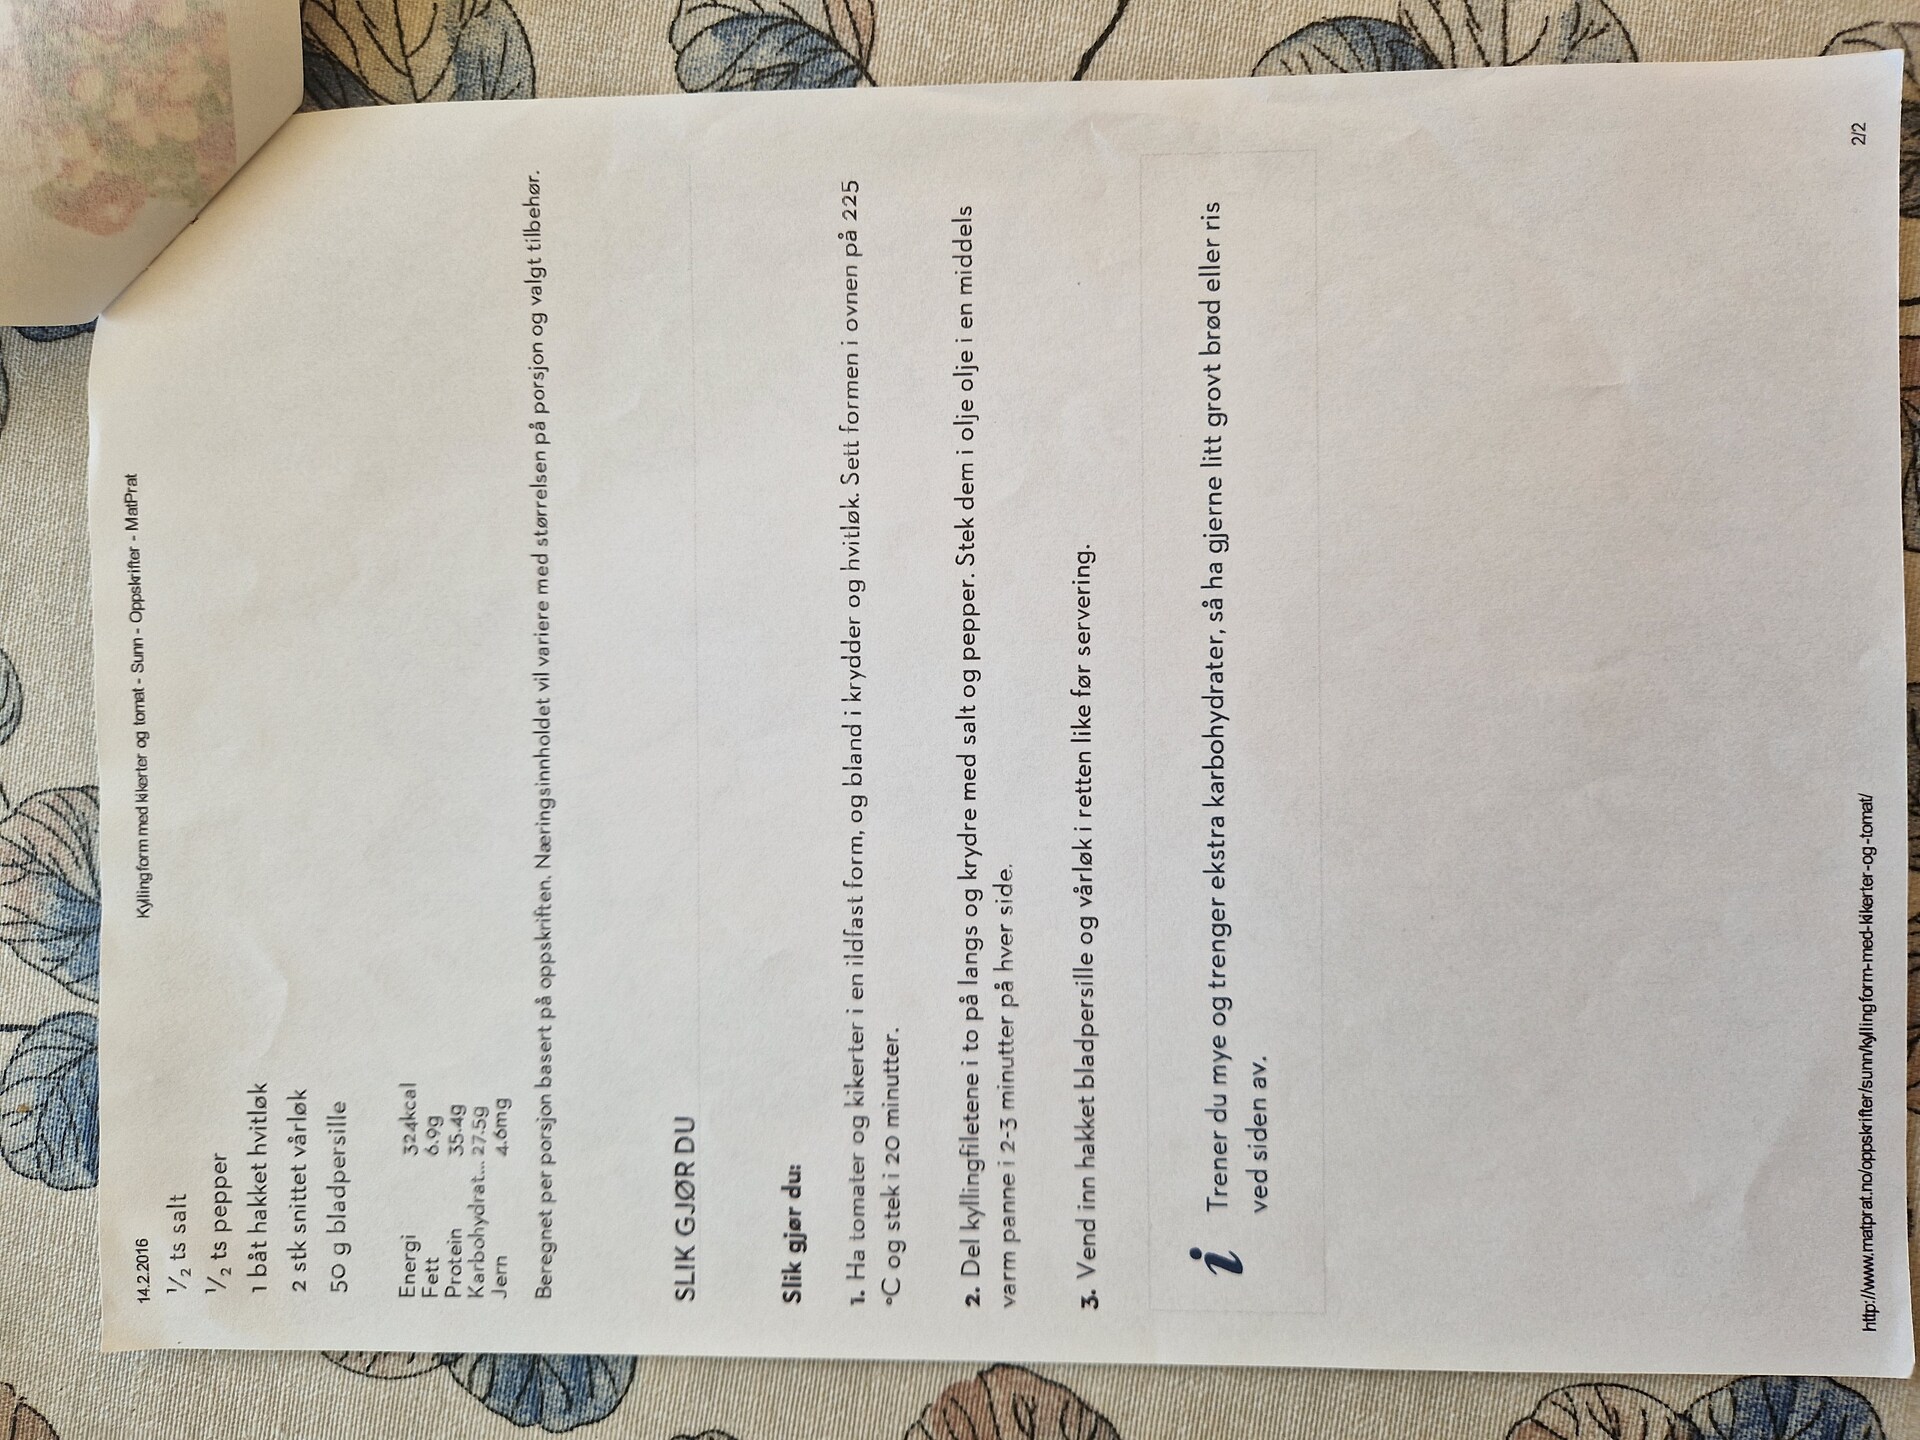 14.2.2016
Kyllingform med kikerter og tomat - Sunn - Oppskrifter - MatPrat
½ ts salt
½ ts pepper
1 båt hakket hvitløk
2 stk snittet vårløk
50 g bladpersille
Energi 324kcal
Fett 6.9g
Protein 35.4g
Karbohydrat... 27.5g
Jern 4.6mg
Beregnet per porsjon basert på oppskriften. Næringsinnholdet vil variere med størrelsen på porsjon og valgt tilbehør.
SLIK GJØR DU
Slik gjør du:
1. Ha tomater og kikerter i en ildfast form, og bland i krydder og hvitløk. Sett formen i ovnen på 225
°C og stek i 20 minutter.
2. Del kyllingfiletene i to på langs og krydre med salt og pepper. Stek dem i olje olje i en middels
varm panne i 2-3 minutter på hver side.
3. Vend inn hakket bladpersille og vårløk i retten like før servering.
i
Trener du mye og trenger ekstra karbohydrater, så ha gjerne litt grovt brød eller ris
ved siden av.
http://www.matprat.no/oppskrifter/sunn/kyllingform-med-kikerter-og-tomat/
2/2